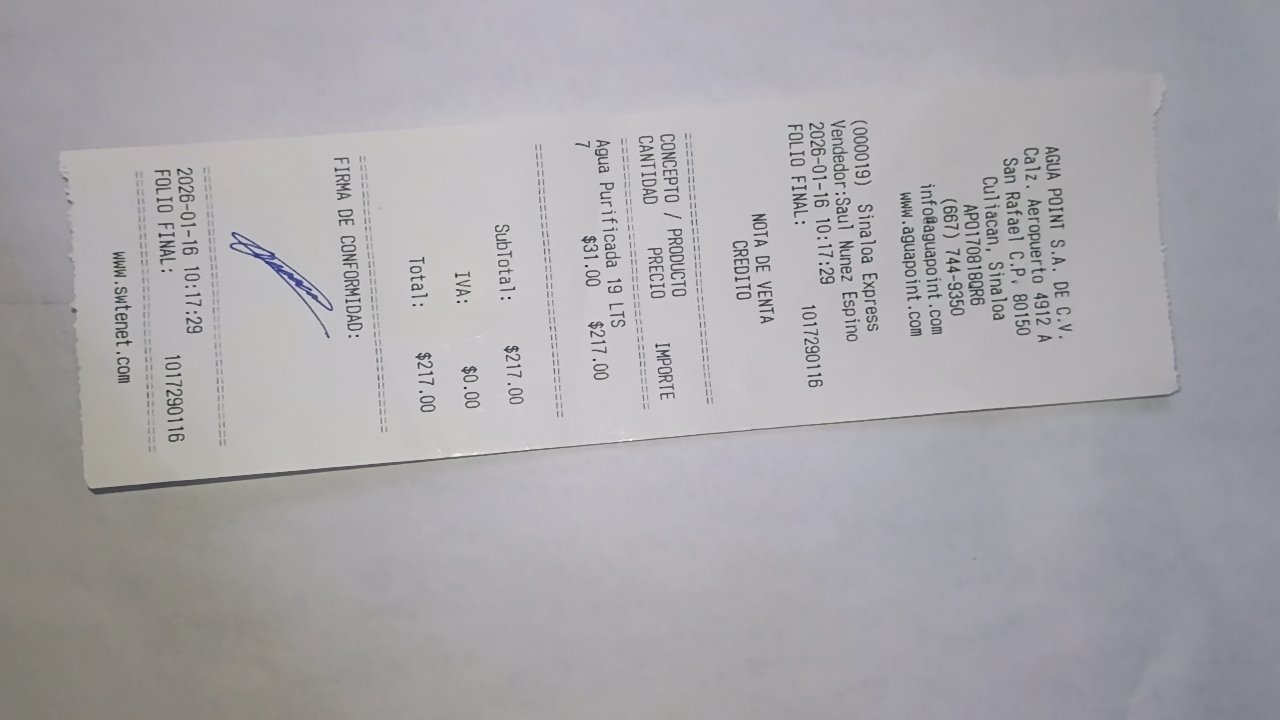 AGUA POINT S.A. DE C.V.
Calz. Aeropuerto 4912 A
San Rafael C.P. 80150
Culiacan, Sinaloa
APO170818QR6
(667) 744-9350
info@aguapoint.com
www.aguapoint.com
(000019) Sinaloa Express
Vendedor:Saul Nunez Espino
2026-01-16 10:17:29
FOLIO FINAL: 1017290116
NOTA DE VENTA
CREDITO
CONCEPTO / PRODUCTO
CANTIDAD PRECIO IMPORTE
Agua Purificada 19 LTS
7 $31.00 $217.00
SubTotal: $217.00
IVA: $0.00
Total: $217.00
FIRMA DE CONFORMIDAD:
2026-01-16 10:17:29
FOLIO FINAL: 1017290116
www.swtenet.com